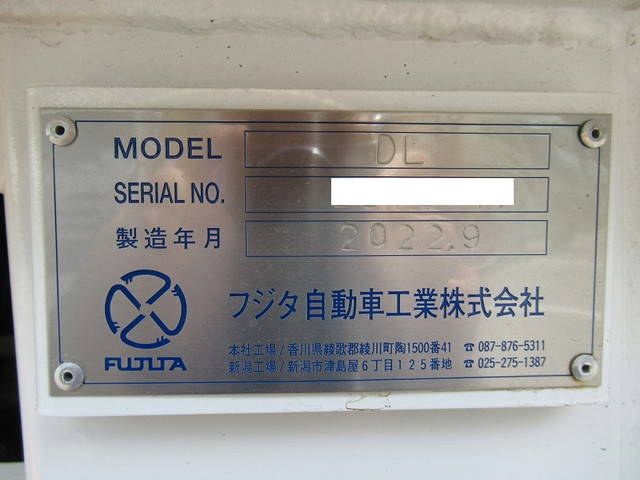 MODEL DL
SERIAL NO.
製造年月 2022.9
フジタ自動車工業株式会社
FUJITA
本社工場/香川県綾歌郡綾川町陶1500番41 ☎087-876-5311
新潟工場/新潟市津島屋6丁目125番地 ☎025-275-1387